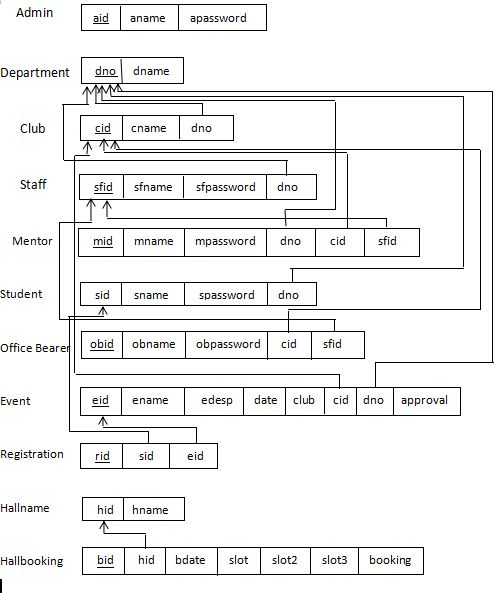 Admin aid aname apassword
Department dno dname
Club cid cname dno
Staff sfid sfname sfpassword dno
Mentor mid mname mpassword dno cid sfid
Student sid sname spassword dno
Office Bearer obid obname obpassword cid sfid
Event eid ename edesp date club cid dno approval
Registration rid sid eid
Hallname hid hname
Hallbooking bid hid bdate slot slot2 slot3 booking